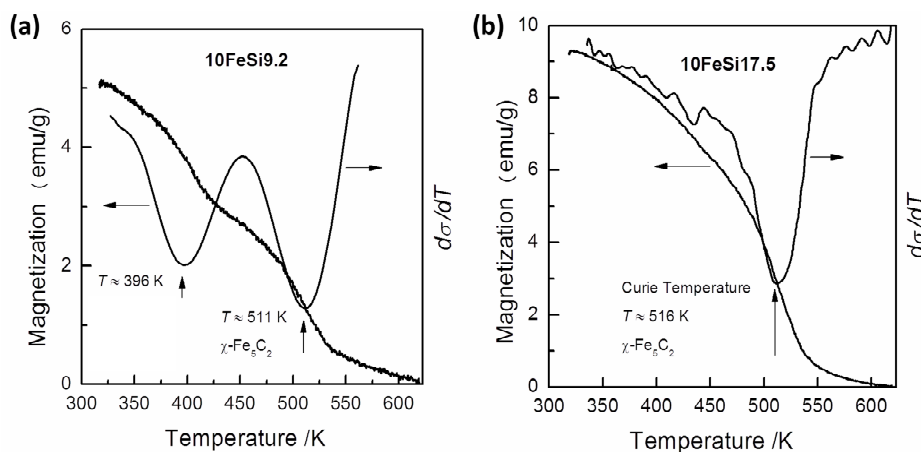 (a)
10FeSi9.2
Magnetization ( emu/g)
6
4
2
0
T ≈ 396 K
T ≈ 511 K
χ-Fe5C2
dσ/dT
300 350 400 450 500 550 600
Temperature /K
(b)
10FeSi17.5
Magnetization ( emu/g)
10
8
6
4
2
0
Curie Temperature
T ≈ 516 K
χ-Fe5C2
dσ/dT
300 350 400 450 500 550 600
Temperature /K